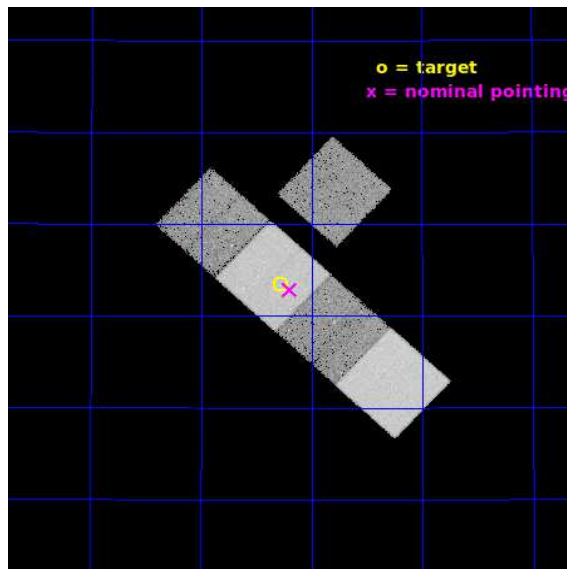 o = target
x = nominal pointing